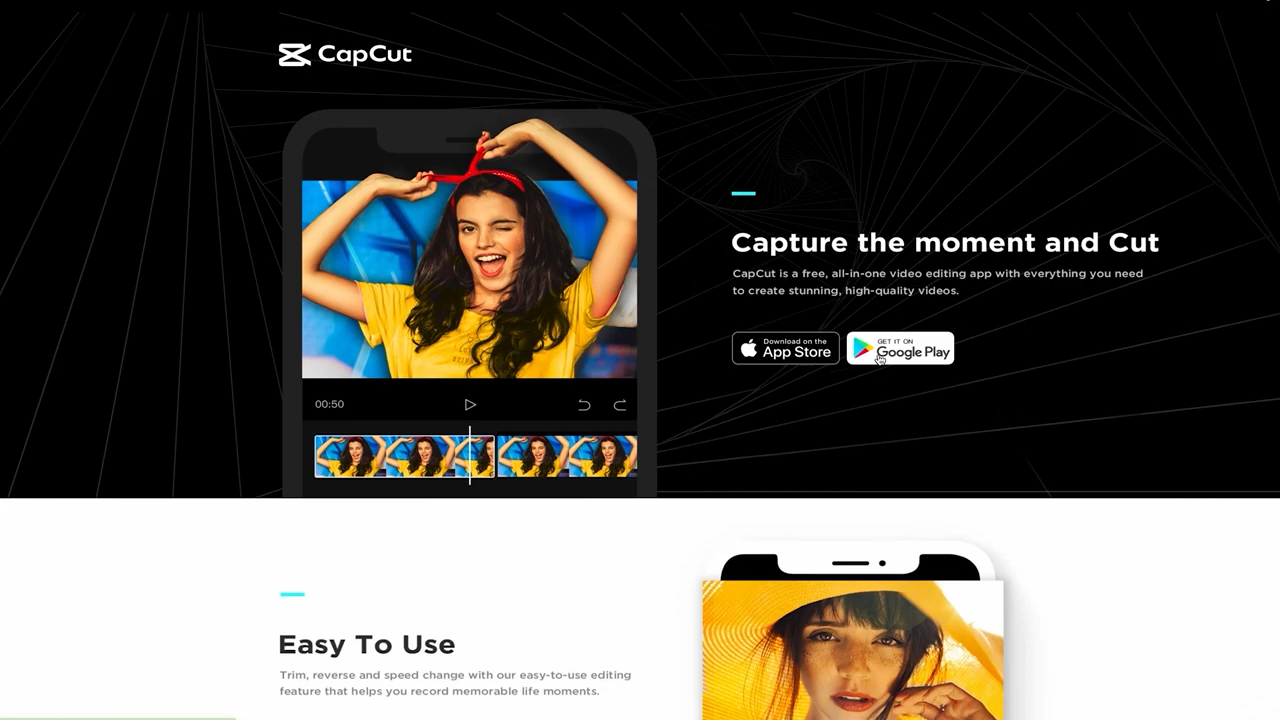 CapCut
Capture the moment and Cut
CapCut is a free, all-in-one video editing app with everything you need
to create stunning, high-quality videos.
Download on the
App Store
GET IT ON
Google Play
00:50
Easy To Use
Trim, reverse and speed change with our easy-to-use editing
feature that helps you record memorable life moments.